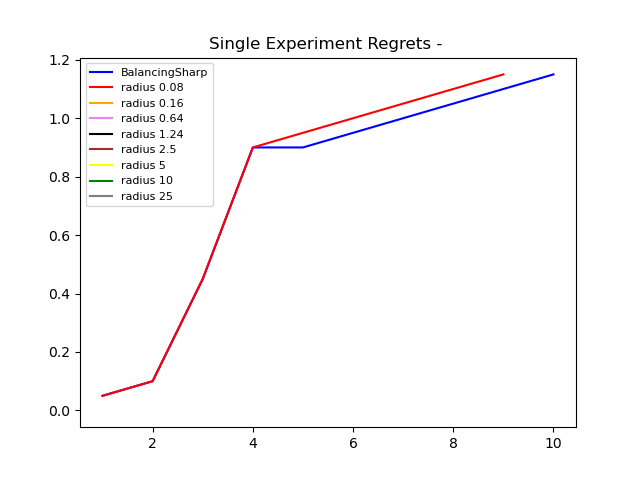 Single Experiment Regrets -
BalancingSharp
radius 0.08
radius 0.16
radius 0.64
radius 1.24
radius 2.5
radius 5
radius 10
radius 25
1.2
1.0
0.8
0.6
0.4
0.2
0.0
2 4 6 8 10